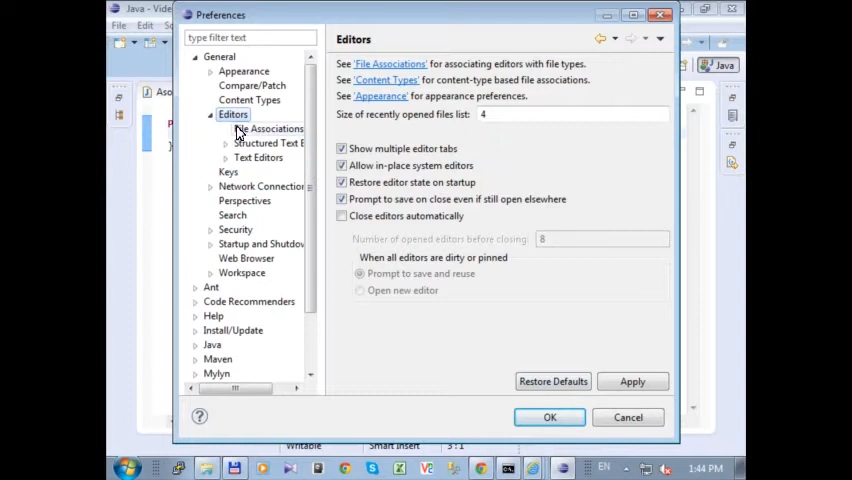 Java - Vide
Preferences
File
Edit
type filter text
Editors
General
Appearance
Compare/Patch
Content Types
Editors
File Associations
Structured Text E
Text Editors
Keys
Network Connection
Perspectives
Search
Security
Startup and Shutdow
Web Browser
Workspace
Ant
Code Recommenders
Help
Install/Update
Java
Maven
Mylyn
See 'File Associations' for associating editors with file types.
See 'Content Types' for content-type based file associations.
See 'Appearance' for appearance preferences.
Size of recently opened files list: 4
Show multiple editor tabs
Allow in-place system editors
Restore editor state on startup
Prompt to save on close even if still open elsewhere
Close editors automatically
Number of opened editors before closing: 8
When all editors are dirty or pinned
Prompt to save and reuse
Open new editor
Restore Defaults
Apply
OK
Cancel
Java
Writable
Smart Insert
3 : 1
EN
1:44 PM